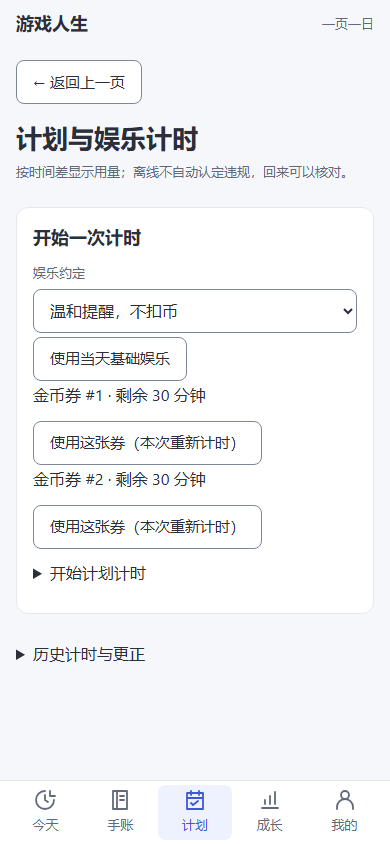 游戏人生
一页一日
← 返回上一页
计划与娱乐计时
按时间差显示用量；离线不自动认定违规，回来可以核对。
开始一次计时
娱乐约定
温和提醒，不扣币
使用当天基础娱乐
金币券 #1 · 剩余 30 分钟
使用这张券（本次重新计时）
金币券 #2 · 剩余 30 分钟
使用这张券（本次重新计时）
▶ 开始计划计时
▶ 历史计时与更正
今天
手账
计划
成长
我的